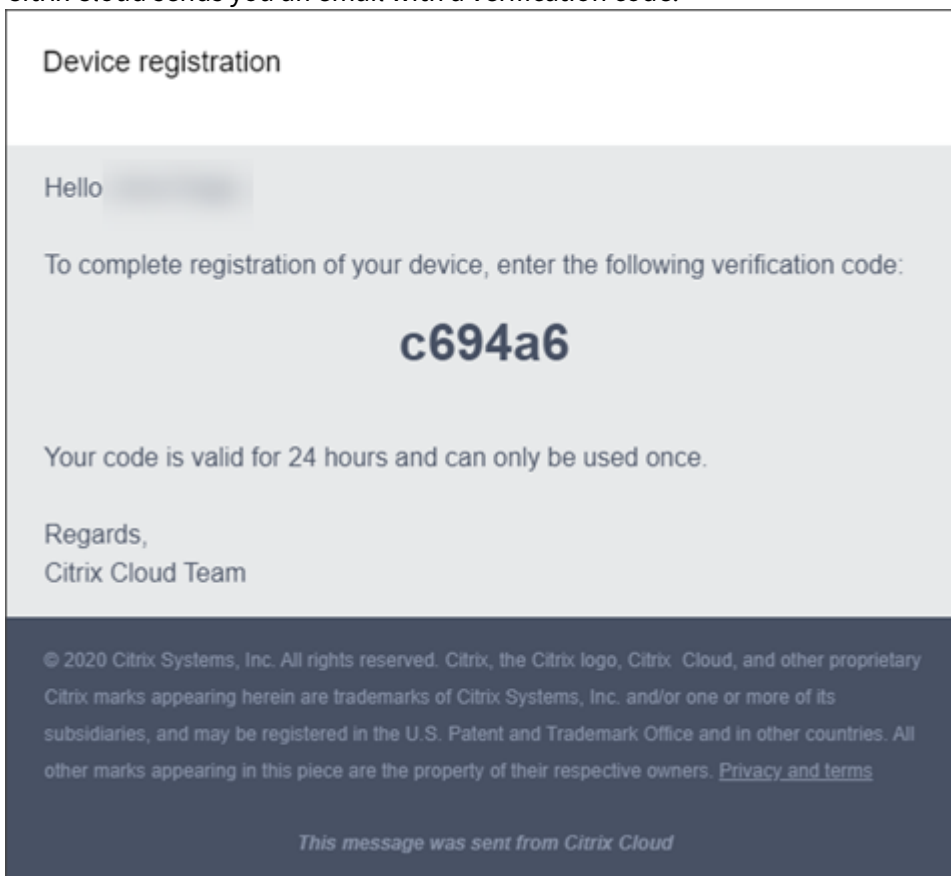 Citrix Cloud sends you an email with a verification code.
Device registration
Hello
To complete registration of your device, enter the following verification code:
c694a6
Your code is valid for 24 hours and can only be used once.
Regards,
Citrix Cloud Team
© 2020 Citrix Systems, Inc. All rights reserved. Citrix, the Citrix logo, Citrix Cloud, and other proprietary
Citrix marks appearing herein are trademarks of Citrix Systems, Inc. and/or one or more of its
subsidiaries, and may be registered in the U.S. Patent and Trademark Office and in other countries. All
other marks appearing in this piece are the property of their respective owners. Privacy and terms
This message was sent from Citrix Cloud